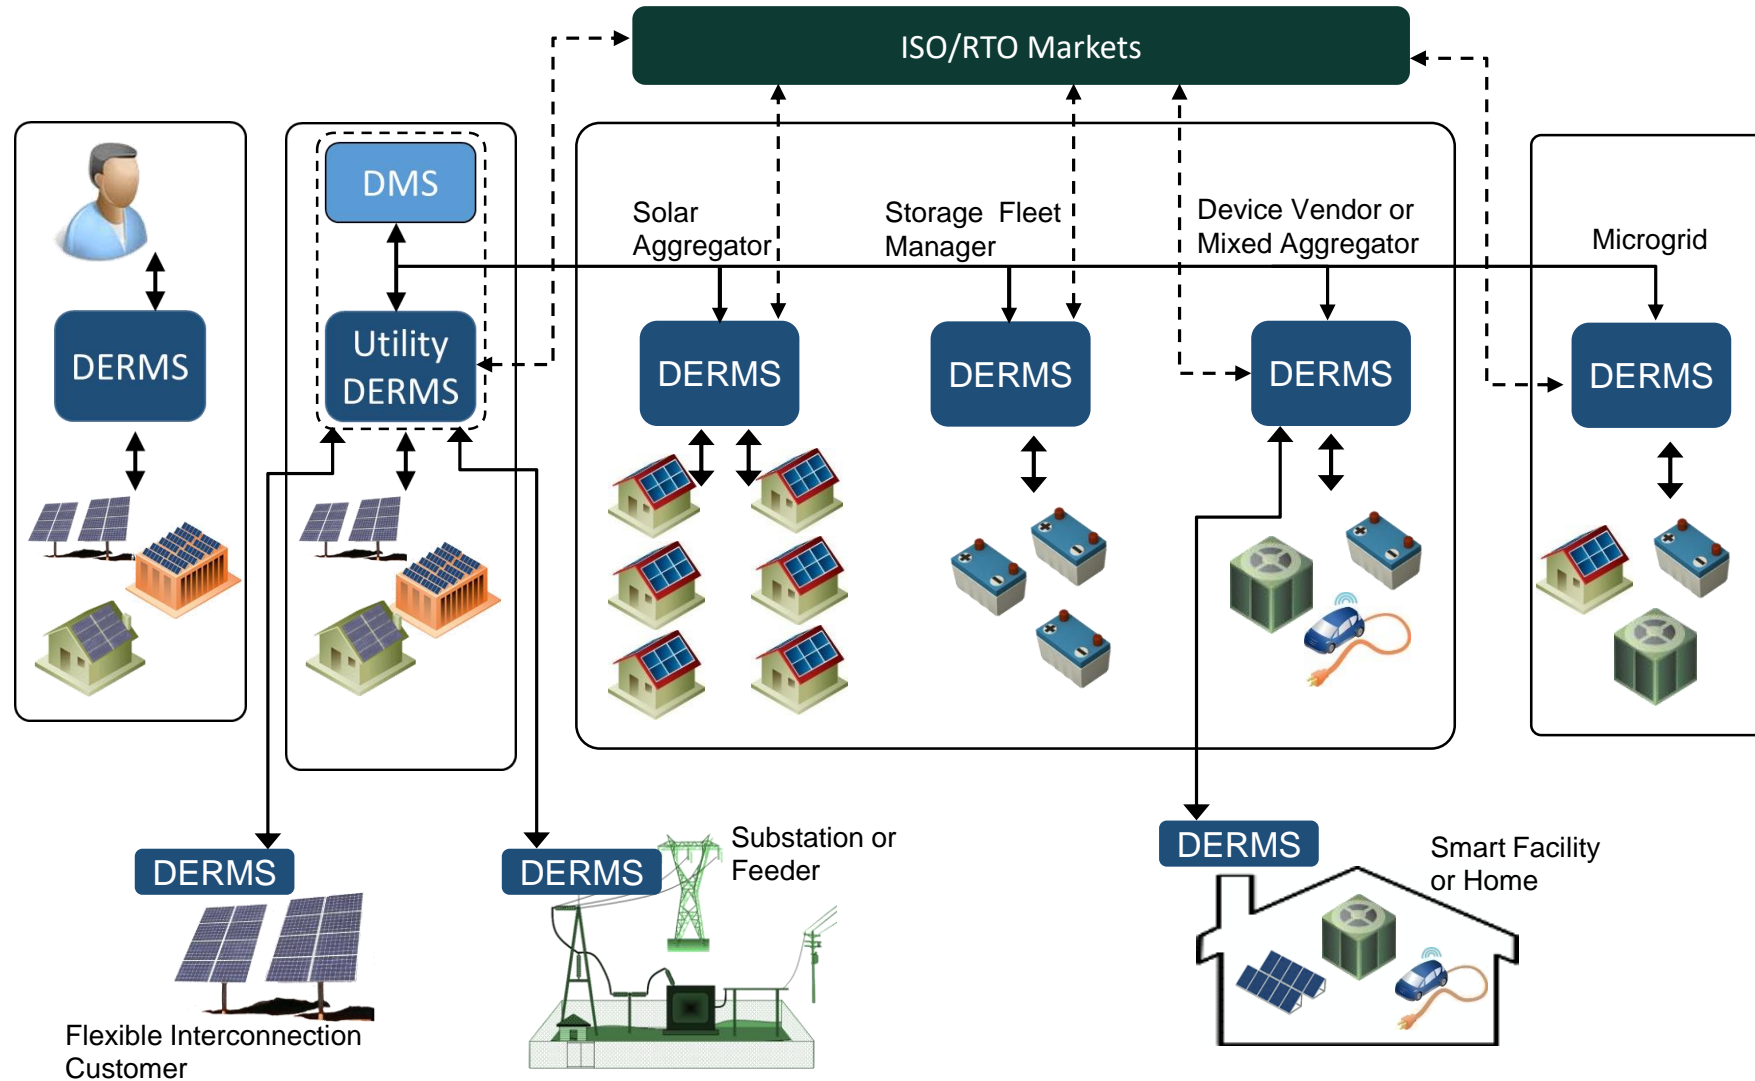 ISO/RTO Markets
DMS
Solar
Aggregator
Storage Fleet
Manager
Device Vendor or
Mixed Aggregator
Microgrid
DERMS
Utility
DERMS
DERMS
DERMS
DERMS
DERMS
DERMS
DERMS
Substation or
Feeder
DERMS
Smart Facility
or Home
Flexible Interconnection
Customer